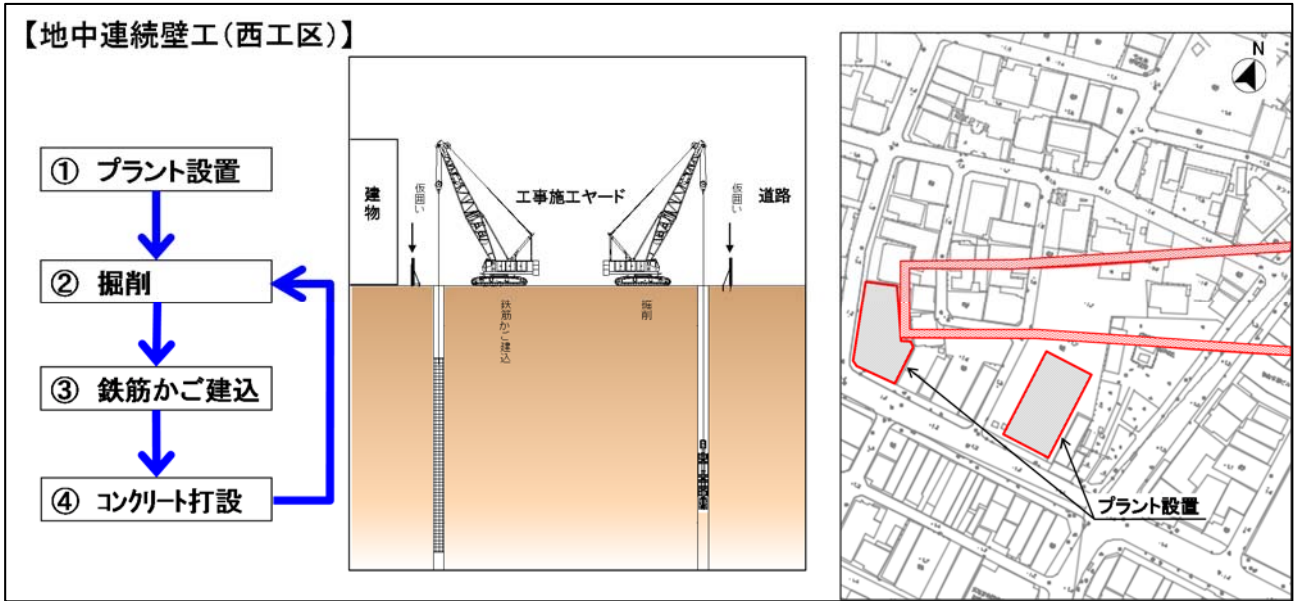 【地中連続壁工(西工区)】
① プラント設置
② 掘削
③ 鉄筋かご建込
④ コンクリート打設
建物
仮囲い
工事施工ヤード
仮囲い
道路
鉄筋かご建込
掘削
N
プラント設置